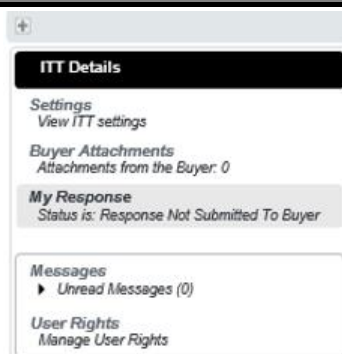 ITT Details
Settings
View ITT settings
Buyer Attachments
Attachments from the Buyer: 0
My Response
Status is: Response Not Submitted To Buyer
Messages
Unread Messages (0)
User Rights
Manage User Rights